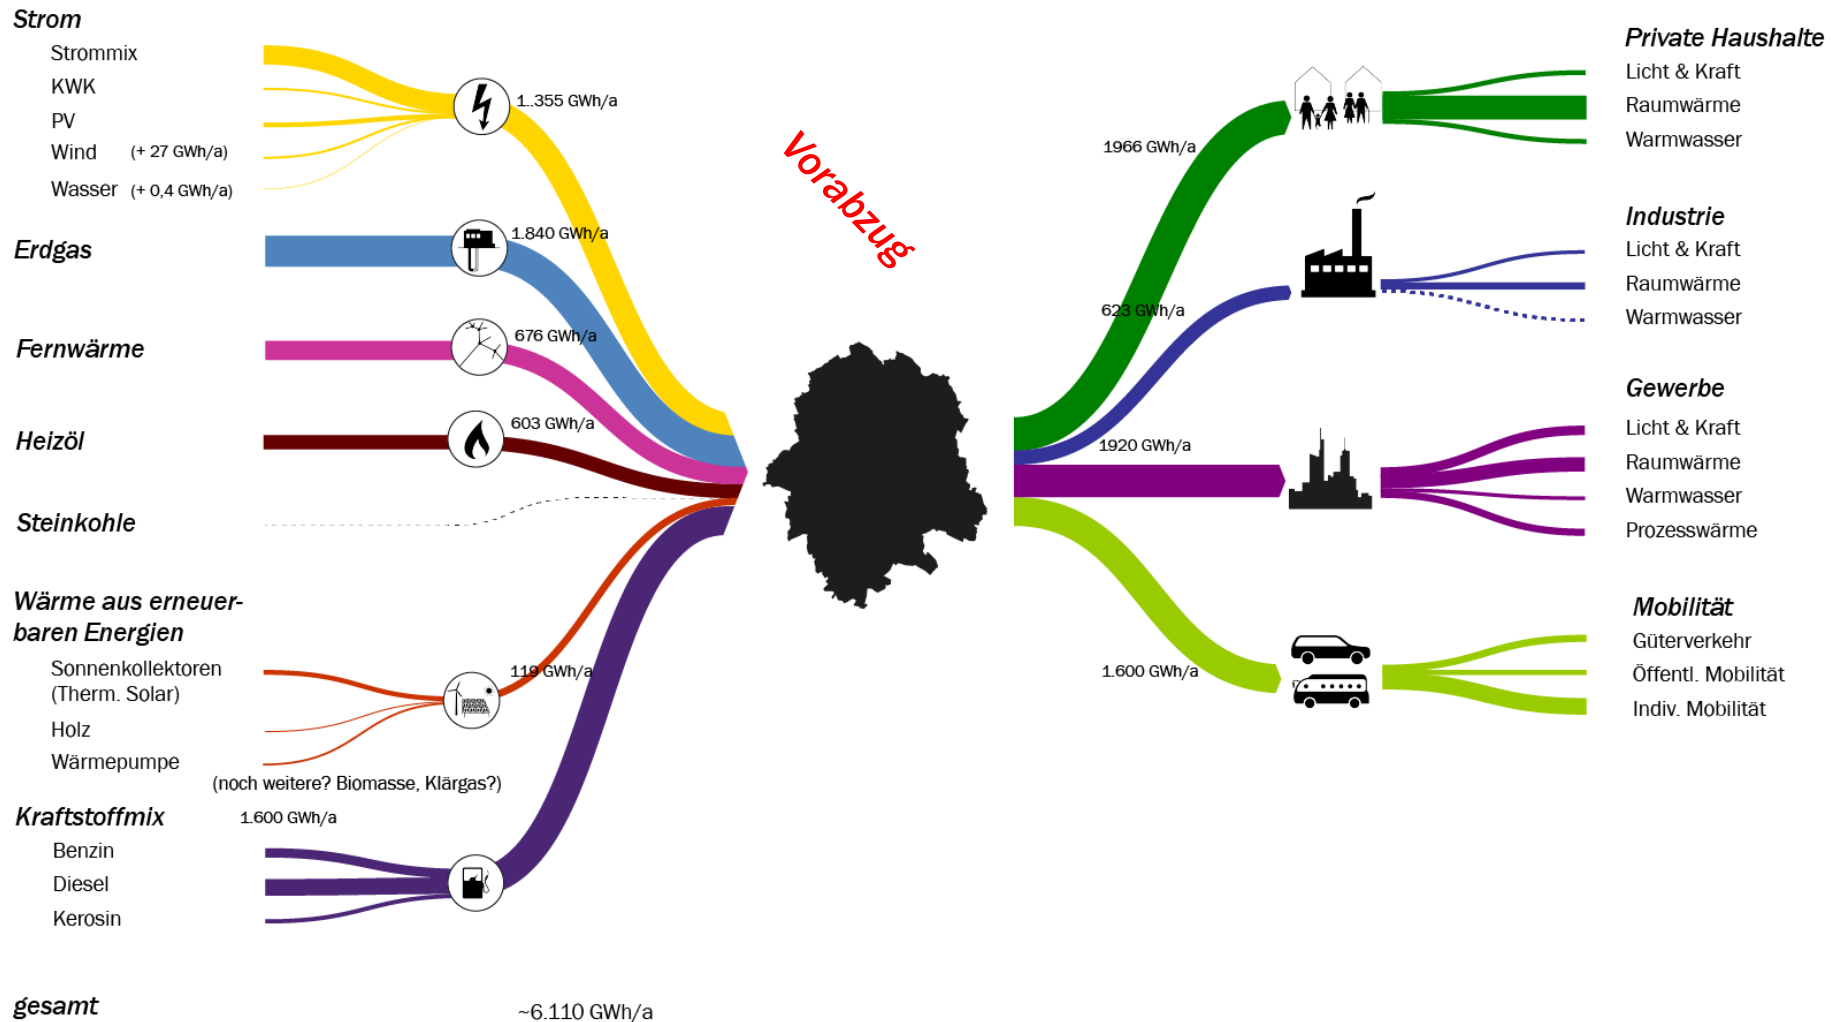 Strom
Strommix
KWK
PV
Wind (+ 27 GWh/a)
Wasser (+ 0,4 GWh/a)
1..355 GWh/a
Erdgas
1.840 GWh/a
Fernwärme
676 GWh/a
Heizöl
603 GWh/a
Steinkohle
Wärme aus erneuer-
baren Energien
Sonnenkollektoren
(Therm. Solar)
Holz
Wärmepumpe
119 GWh/a
(noch weitere? Biomasse, Klärgas?)
Kraftstoffmix
1.600 GWh/a
Benzin
Diesel
Kerosin
gesamt
~6.110 GWh/a
Vorabzug
1966 GWh/a
Private Haushalte
Licht & Kraft
Raumwärme
Warmwasser
623 GWh/a
Industrie
Licht & Kraft
Raumwärme
Warmwasser
1920 GWh/a
Gewerbe
Licht & Kraft
Raumwärme
Warmwasser
Prozesswärme
1.600 GWh/a
Mobilität
Güterverkehr
Öffentl. Mobilität
Indiv. Mobilität